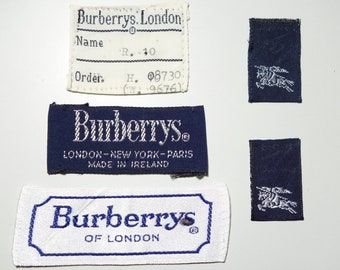 Burberrys. London
®
Name
R. 40
Order. H. 08730
Burberrys®
LONDON-NEW YORK-PARIS
MADE IN IRELAND
Burberrys®
OF LONDON